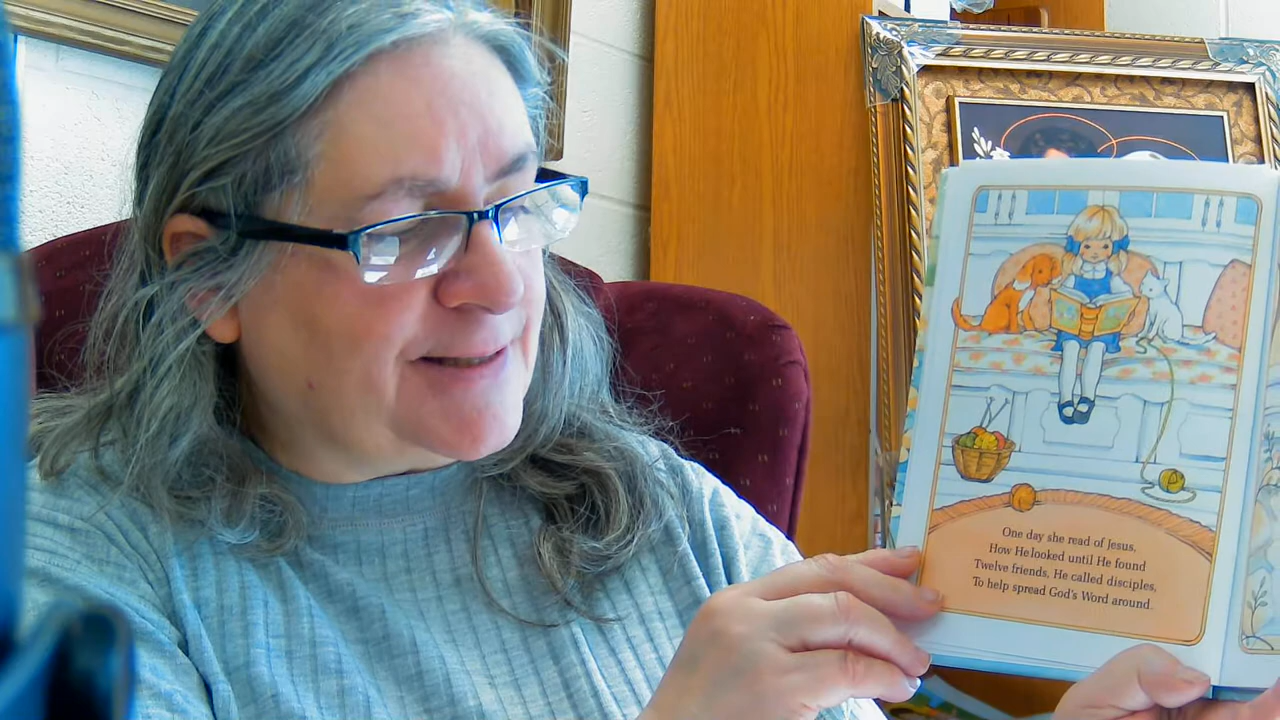 One day she read of Jesus,
How He looked until He found
Twelve friends, He called disciples,
To help spread God's Word around.